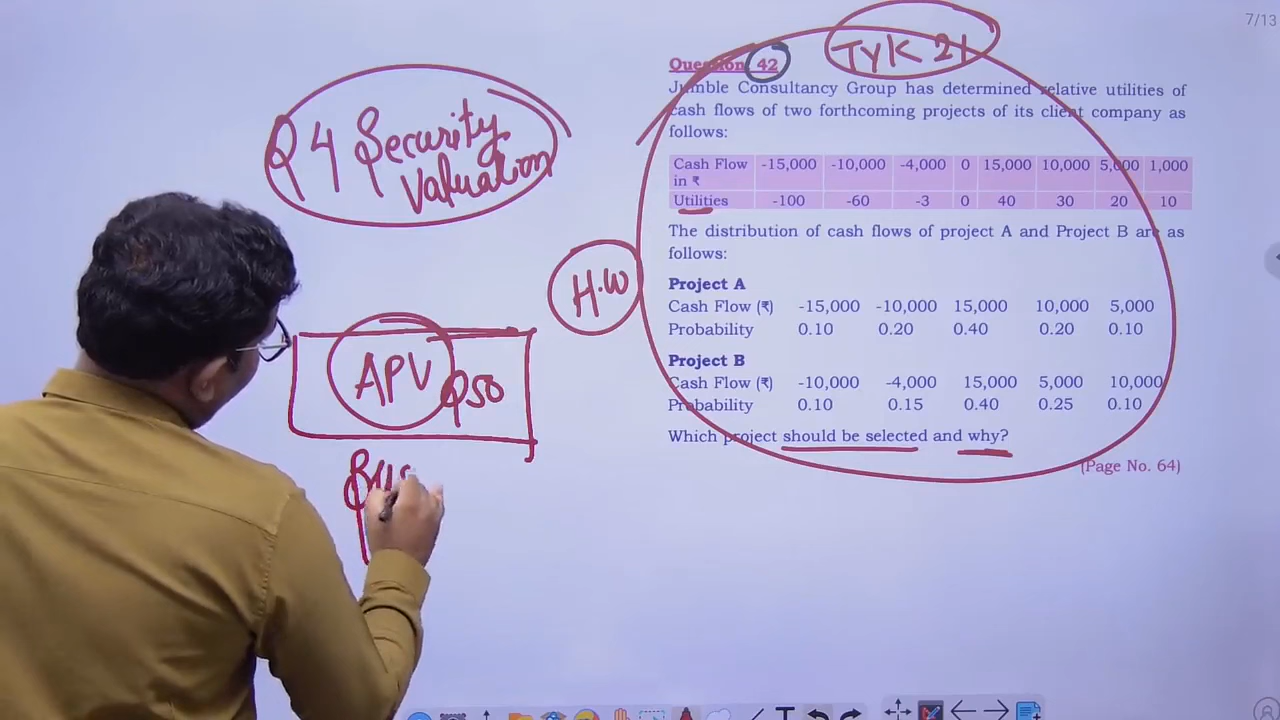 7/13
TYK 21
Question 42
Jumble Consultancy Group has determined relative utilities of
cash flows of two forthcoming projects of its client company as
follows:
Cash Flow in ₹ -15,000 -10,000 -4,000 0 15,000 10,000 5,000 1,000
Utilities -100 -60 -3 0 40 30 20 10
The distribution of cash flows of project A and Project B are as
follows:
Project A
Cash Flow (₹) -15,000 -10,000 15,000 10,000 5,000
Probability 0.10 0.20 0.40 0.20 0.10
Project B
Cash Flow (₹) -10,000 -4,000 15,000 5,000 10,000
Probability 0.10 0.15 0.40 0.25 0.10
Which project should be selected and why?
(Page No. 64)
Q 4 Security
Valuation
H.W
APV Q50